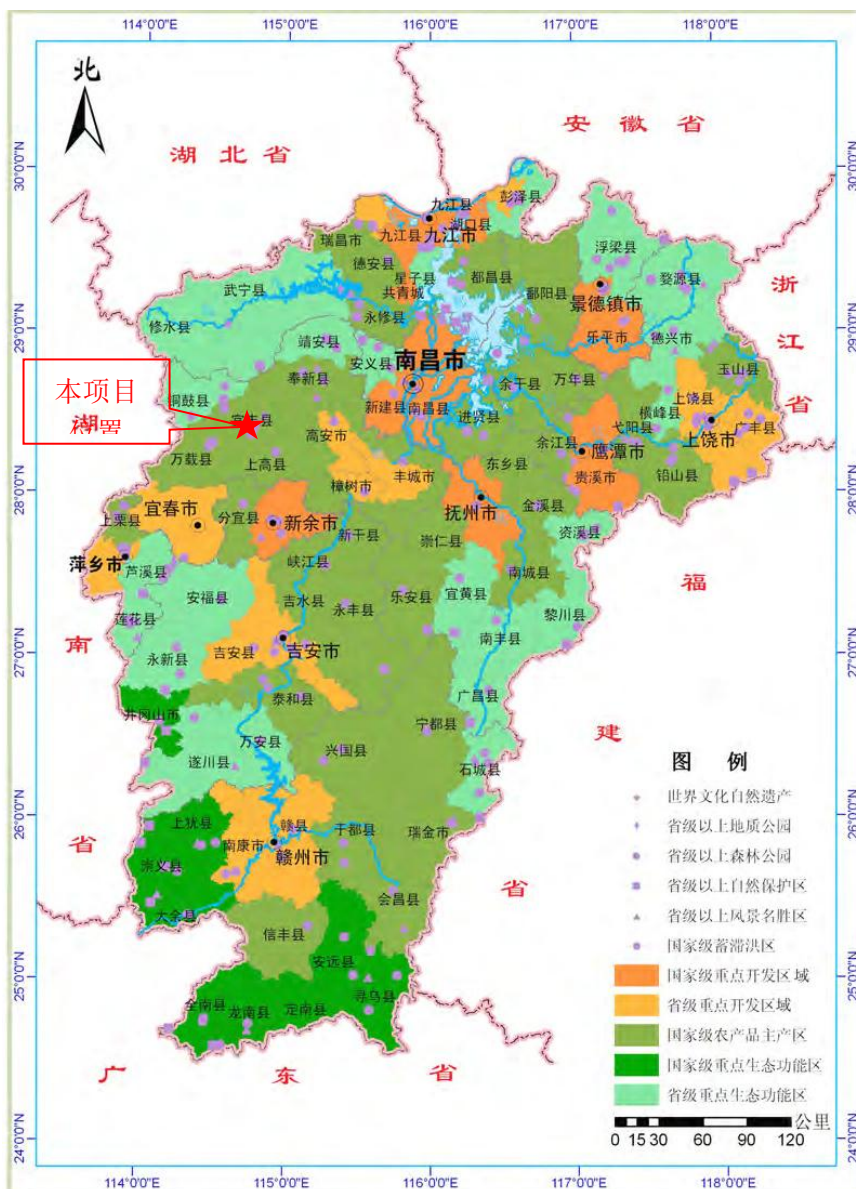 114°0'0"E
115°0'0"E
116°0'0"E
117°0'0"E
118°0'0"E
北
安徽省
湖北省
30°0'0"N
30°0'0"N
彭泽县
九江县
湖口县
九江县
九江市
瑞昌市
浮梁县
德安县
星子县
都昌县
婺源县
浙江省
武宁县
共青城
鄱阳县
景德镇市
29°0'0"N
29°0'0"N
修水县
永修县
乐平市
德兴市
靖安县
安义县
南昌市
玉山县
奉新县
余干县
万年县
上饶县
铜鼓县
新建县
南昌县
进贤县
横峰县
本项目
湖
高安市
弋阳县
上饶市
广丰县
余江县
鹰潭市
万载县
上高县
丰城市
东乡县
贵溪市
铅山县
28°0'0"N
28°0'0"N
樟树市
宜春市
抚州市
金溪县
上栗县
分宜县
新余市
资溪县
新干县
崇仁县
萍乡市
芦溪县
峡江县
南城县
福
安福县
吉水县
乐安县
宜黄县
莲花县
永丰县
黎川县
南
南丰县
27°0'0"N
27°0'0"N
永新县
吉安县
吉安市
泰和县
广昌县
井冈山市
宁都县
建
万安县
遂川县
兴国县
石城县
图 例
世界文化自然遗产
26°0'0"N
26°0'0"N
省
上犹县
赣县
于都县
瑞金市
省级以上地质公园
南康市
赣州市
省级以上森林公园
崇义县
省
省级以上自然保护区
大余县
会昌县
省级以上风景名胜区
信丰县
国家级蓄滞洪区
25°0'0"N
25°0'0"N
安远县
国家级重点开发区域
寻乌县
全南县
龙南县
定南县
省级重点开发区域
国家级农产品主产区
广东省
国家级重点生态功能区
省级重点生态功能区
公里
0 15 30 60 90 120
24°0'0"N
24°0'0"N
114°0'0"E
115°0'0"E
116°0'0"E
117°0'0"E
118°0'0"E